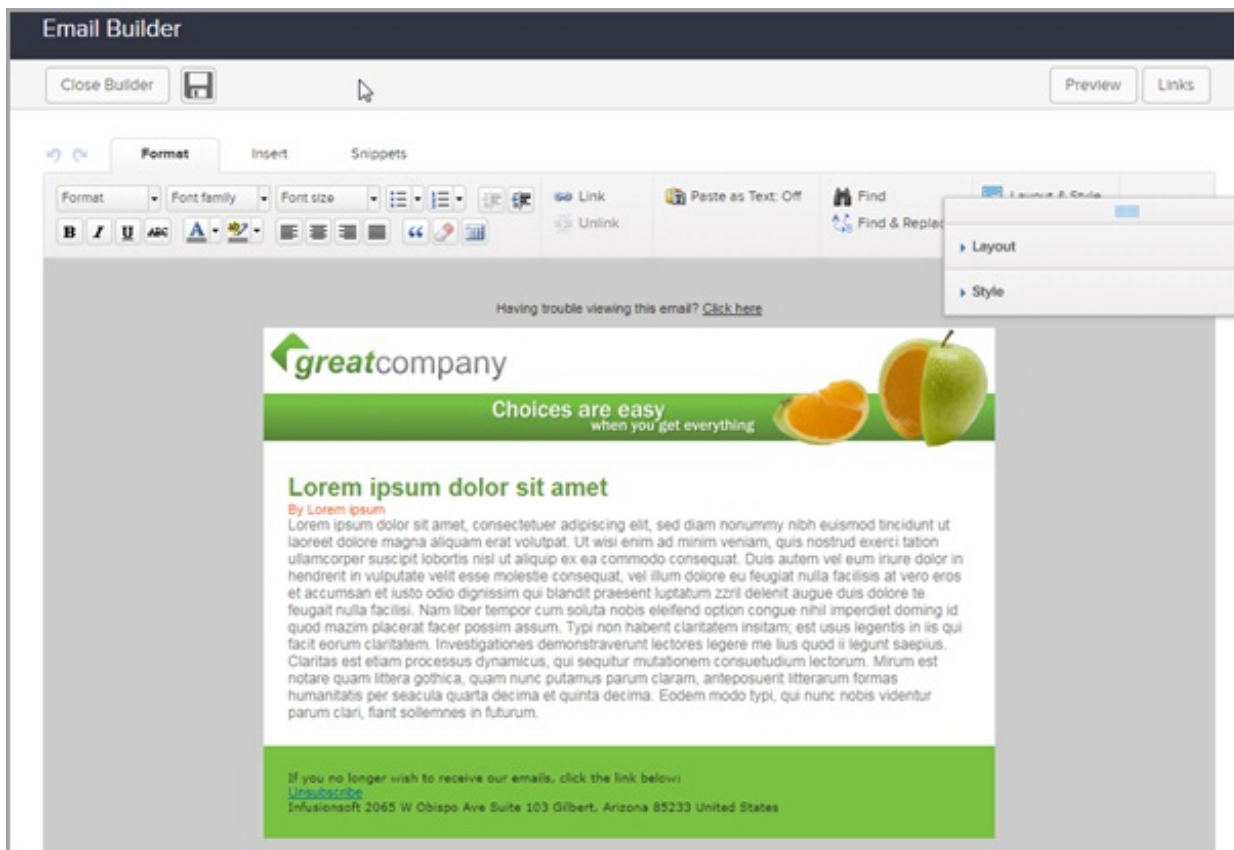 Email Builder
Close Builder
Preview
Links
Format
Insert
Snippets
Format
Font family
Font size
Link
Paste as Text: Off
Find
Layout & Style
B I U ABC A ab
Unlink
Find & Replac
Layout
Style
Having trouble viewing this email? Click here
greatcompany
Choices are easy
when you get everything
Lorem ipsum dolor sit amet
By Lorem ipsum
Lorem ipsum dolor sit amet, consectetuer adipiscing elit, sed diam nonummy nibh euismod tincidunt ut
laoreet dolore magna aliquam erat volutpat. Ut wisi enim ad minim veniam, quis nostrud exerci tation
ullamcorper suscipit lobortis nisl ut aliquip ex ea commodo consequat. Duis autem vel eum iriure dolor in
hendrerit in vulputate velit esse molestie consequat, vel illum dolore eu feugiat nulla facilisis at vero eros
et accumsan et iusto odio dignissim qui blandit praesent luptatum zzril delenit augue duis dolore te
feugait nulla facilisi. Nam liber tempor cum soluta nobis eleifend option congue nihil imperdiet doming id
quod mazim placerat facer possim assum. Typi non habent claritatem insitam; est usus legentis in iis qui
facit eorum claritatem. Investigationes demonstraverunt lectores legere me lius quod ii legunt saepius.
Claritas est etiam processus dynamicus, qui sequitur mutationem consuetudium lectorum. Mirum est
notare quam littera gothica, quam nunc putamus parum claram, anteposuerit litterarum formas
humanitatis per seacula quarta decima et quinta decima. Eodem modo typi, qui nunc nobis videntur
parum clari, fiant sollemnes in futurum.
If you no longer wish to receive our emails, click the link below:
Unsubscribe
Infusionsoft 2065 W Obispo Ave Suite 103 Gilbert, Arizona 85233 United States